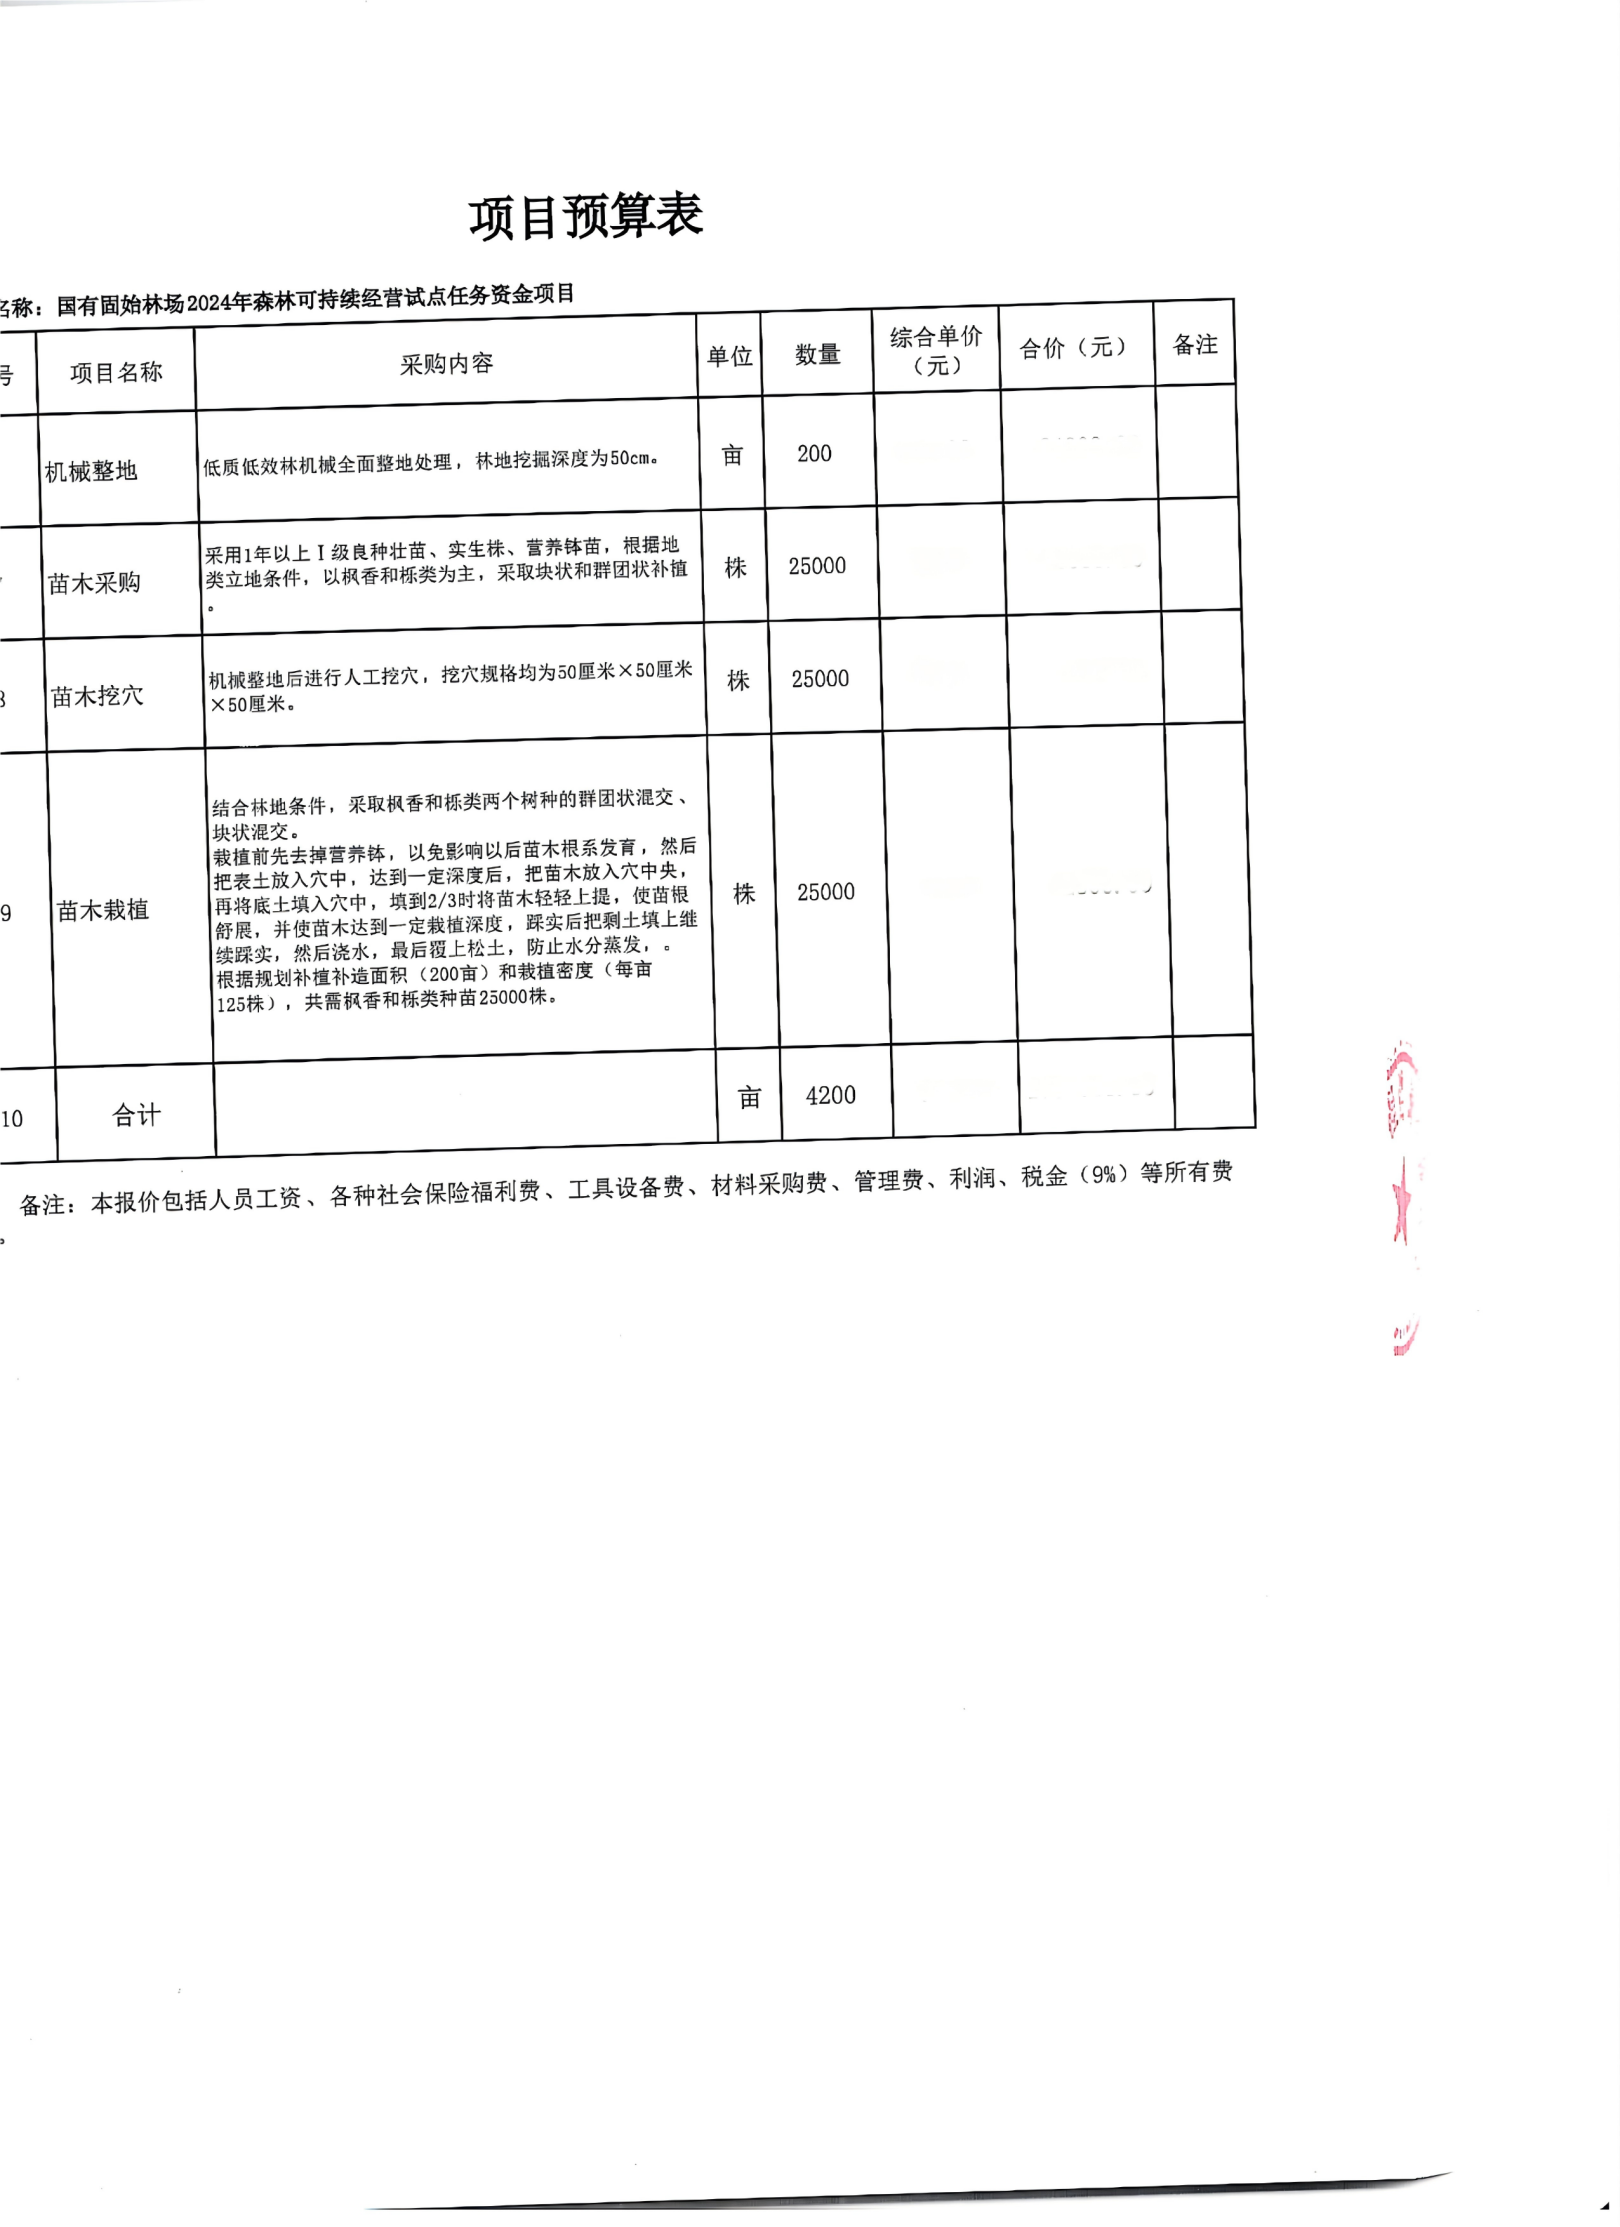 项目预算表
名称：国有固始林场2024年森林可持续经营试点任务资金项目
号 项目名称 采购内容 单位 数量 综合单价（元） 合价（元） 备注
机械整地 低质低效林机械全面整地处理，林地挖掘深度为50cm。 亩 200
苗木采购 采用1年以上Ⅰ级良种壮苗、实生株、营养钵苗，根据地
类立地条件，以枫香和栎类为主，采取块状和群团状补植
。 株 25000
8 苗木挖穴 机械整地后进行人工挖穴，挖穴规格均为50厘米×50厘米
×50厘米。 株 25000
9 苗木栽植 结合林地条件，采取枫香和栎类两个树种的群团状混交、
块状混交。
栽植前先去掉营养钵，以免影响以后苗木根系发育，然后
把表土放入穴中，达到一定深度后，把苗木放入穴中央，
再将底土填入穴中，填到2/3时将苗木轻轻上提，使苗根
舒展，并使苗木达到一定栽植深度，踩实后把剩土填上继
续踩实，然后浇水，最后覆上松土，防止水分蒸发，。
根据规划补植补造面积（200亩）和栽植密度（每亩
125株），共需枫香和栎类种苗25000株。 株 25000
10 合计 亩 4200
备注：本报价包括人员工资、各种社会保险福利费、工具设备费、材料采购费、管理费、利润、税金（9%）等所有费
。